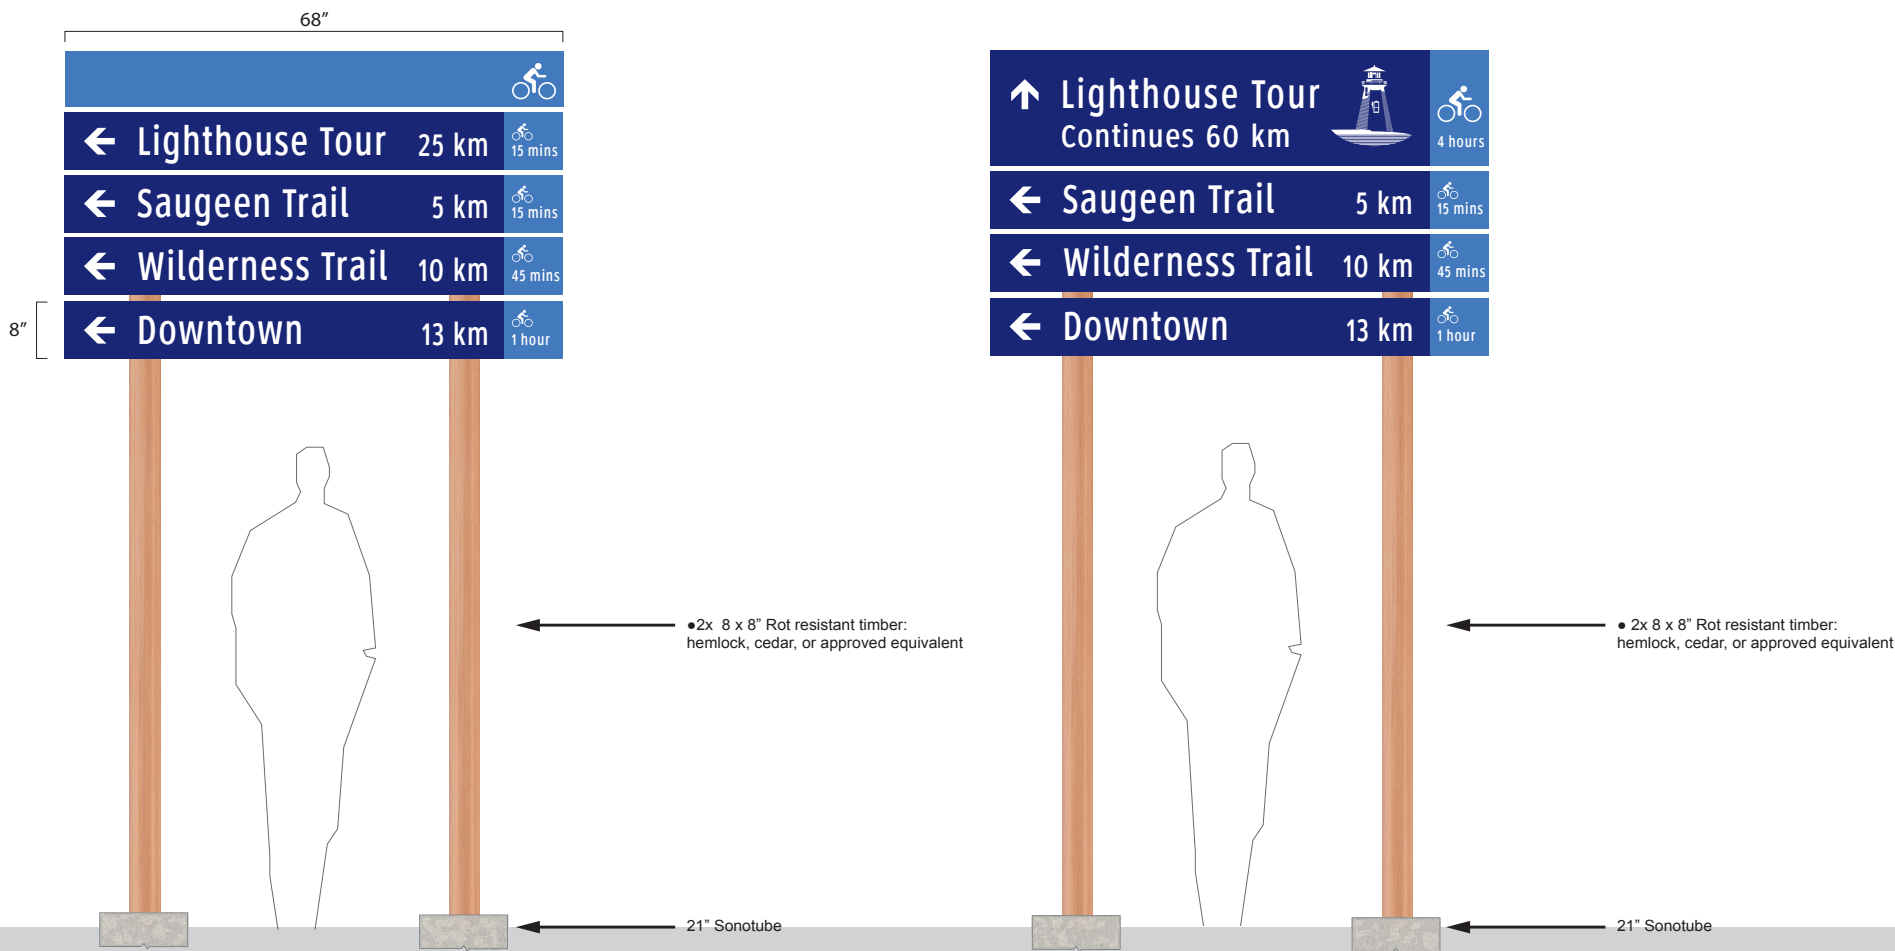 68”
Lighthouse Tour 25 km 15 mins
Saugeen Trail 5 km 15 mins
Wilderness Trail 10 km 45 mins
8” Downtown 13 km 1 hour
●2x 8 x 8” Rot resistant timber:
hemlock, cedar, or approved equivalent
21” Sonotube
Lighthouse Tour
Continues 60 km 4 hours
Saugeen Trail 5 km 15 mins
Wilderness Trail 10 km 45 mins
Downtown 13 km 1 hour
● 2x 8 x 8” Rot resistant timber:
hemlock, cedar, or approved equivalent
21” Sonotube